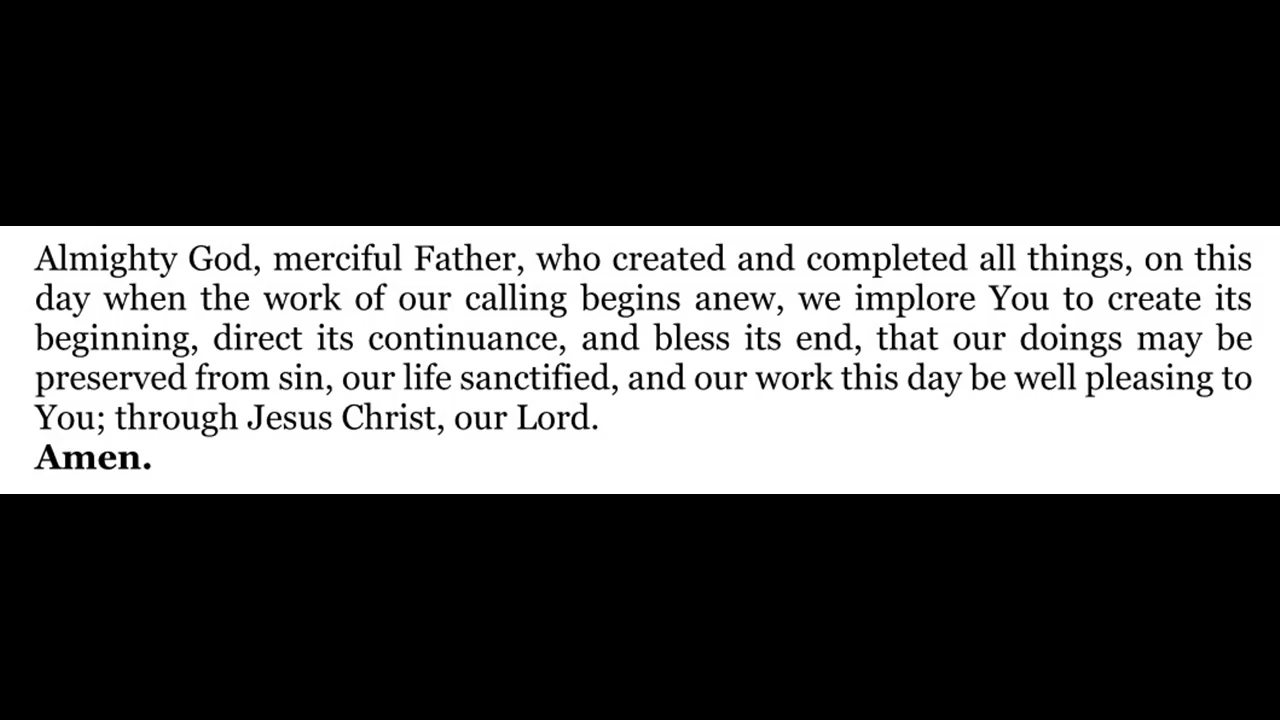 Almighty God, merciful Father, who created and completed all things, on this
day when the work of our calling begins anew, we implore You to create its
beginning, direct its continuance, and bless its end, that our doings may be
preserved from sin, our life sanctified, and our work this day be well pleasing to
You; through Jesus Christ, our Lord.
Amen.